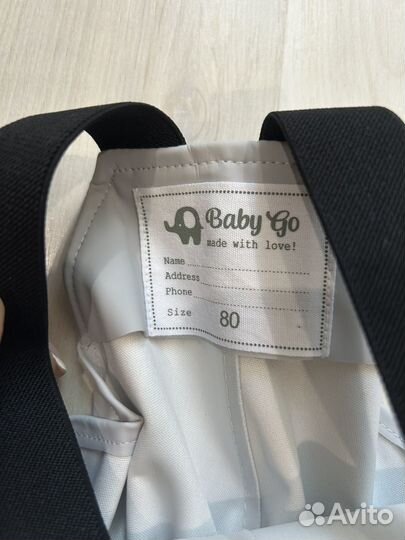 Baby Go
made with love!
Name
Address
Phone
Size 80
Avito